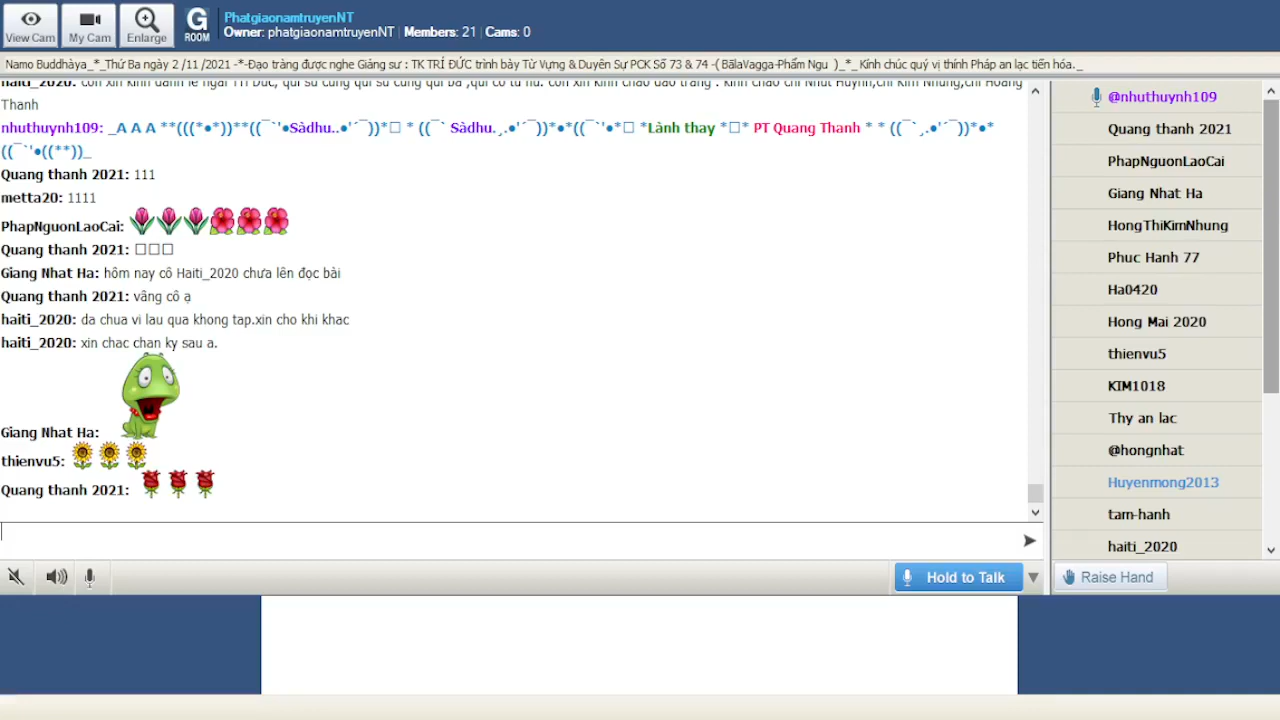 View Cam
My Cam
Enlarge
G
ROOM
PhatgiaonamtruyenNT
Owner: phatgiaonamtruyenNT | Members: 21 | Cams: 0
Namo Buddhàya_*_Thứ Ba ngày 2 /11 /2021 -*-Đạo tràng được nghe Giảng sư : TK TRÍ ĐỨC trình bày Từ Vựng & Duyên Sự PCK Số 73 & 74 -( BãlaVagga-Phẩm Ngu )_*_ Kính chúc quý vị thính Pháp an lạc tiến hóa._
Thanh
nhuthuynh109: _A A A **(((*•*))**((¯`'•Sàdhu..•'´¯))*□ * ((¯` Sàdhu.¸.•'´¯))*•*((¯`'•*□ *Lành thay *□* PT Quang Thanh * * ((¯`¸.•'´¯))*•*
((¯`'•((**))_
Quang thanh 2021: 111
metta20: 1111
PhapNguonLaoCai:
Quang thanh 2021: □□□
Giang Nhat Ha: hôm nay cô Haiti_2020 chưa lên đọc bài
Quang thanh 2021: vâng cô ạ
haiti_2020: da chua vi lau qua khong tap.xin cho khi khac
haiti_2020: xin chac chan ky sau a.
Giang Nhat Ha:
thienvu5:
Quang thanh 2021:
Hold to Talk
@nhuthuynh109
Quang thanh 2021
PhapNguonLaoCai
Giang Nhat Ha
HongThiKimNhung
Phuc Hanh 77
Ha0420
Hong Mai 2020
thienvu5
KIM1018
Thy an lac
@hongnhat
Huyenmong2013
tam-hanh
haiti_2020
Raise Hand